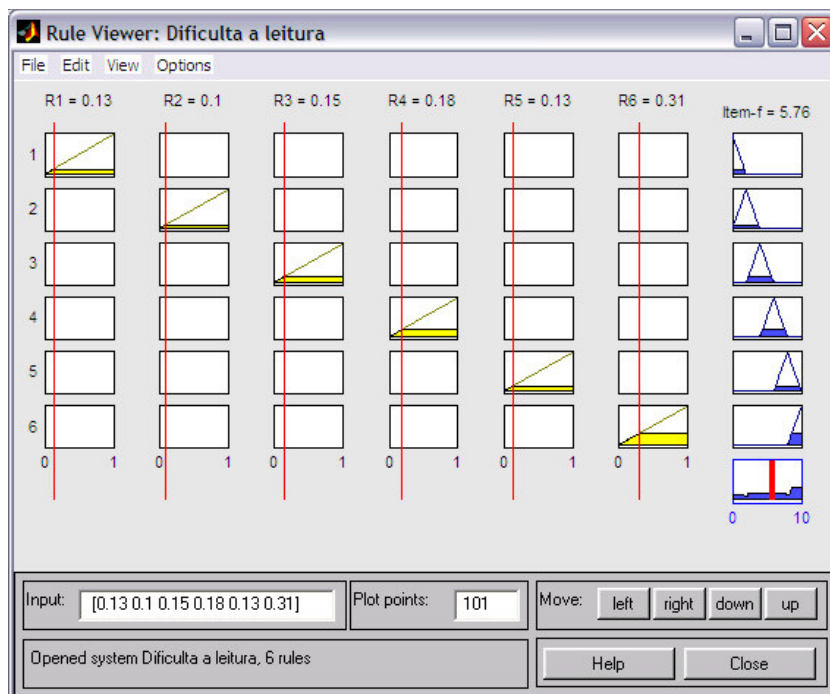 Rule Viewer: Dificulta a leitura
File Edit View Options
R1 = 0.13 R2 = 0.1 R3 = 0.15 R4 = 0.18 R5 = 0.13 R6 = 0.31 Item-f = 5.76
1
2
3
4
5
6
0 1 0 1 0 1 0 1 0 1 0 1
0 10
Input: [0.13 0.1 0.15 0.18 0.13 0.31] Plot points: 101 Move: left right down up
Opened system Dificulta a leitura, 6 rules Help Close